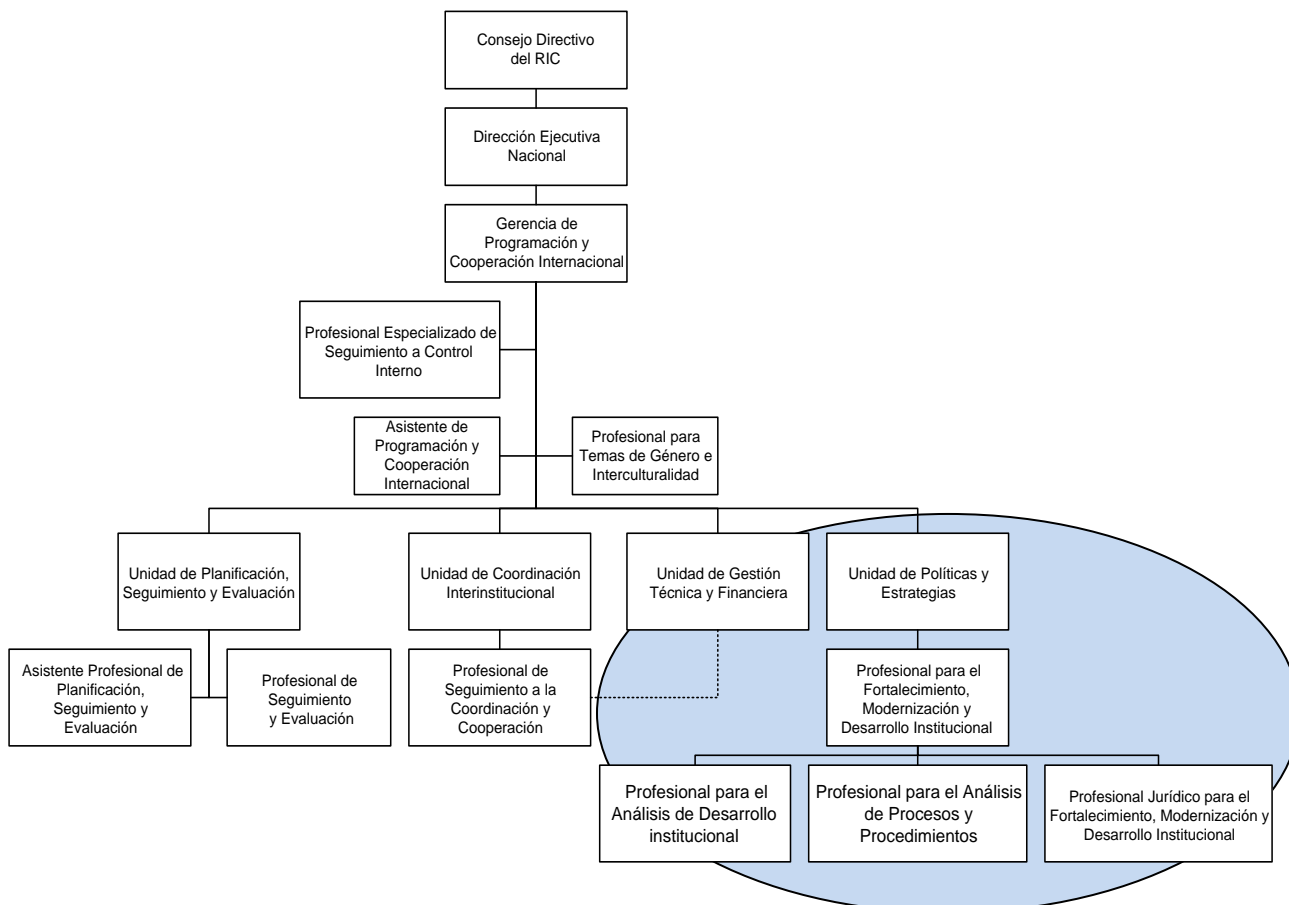 Consejo Directivo
del RIC
Dirección Ejecutiva
Nacional
Gerencia de
Programación y
Cooperación Internacional
Profesional Especializado de
Seguimiento a Control
Interno
Asistente de
Programación y
Cooperación
Internacional
Profesional para
Temas de Género e
Interculturalidad
Unidad de Planificación,
Seguimiento y Evaluación
Unidad de Coordinación
Interinstitucional
Unidad de Gestión
Técnica y Financiera
Unidad de Políticas y
Estrategias
Asistente Profesional de
Planificación,
Seguimiento y
Evaluación
Profesional de
Seguimiento
y Evaluación
Profesional de
Seguimiento a la
Coordinación y
Cooperación
Profesional para el
Fortalecimiento,
Modernización y
Desarrollo Institucional
Profesional para el
Análisis de Desarrollo
institucional
Profesional para el Análisis
de Procesos y
Procedimientos
Profesional Jurídico para el
Fortalecimiento, Modernización y
Desarrollo Institucional